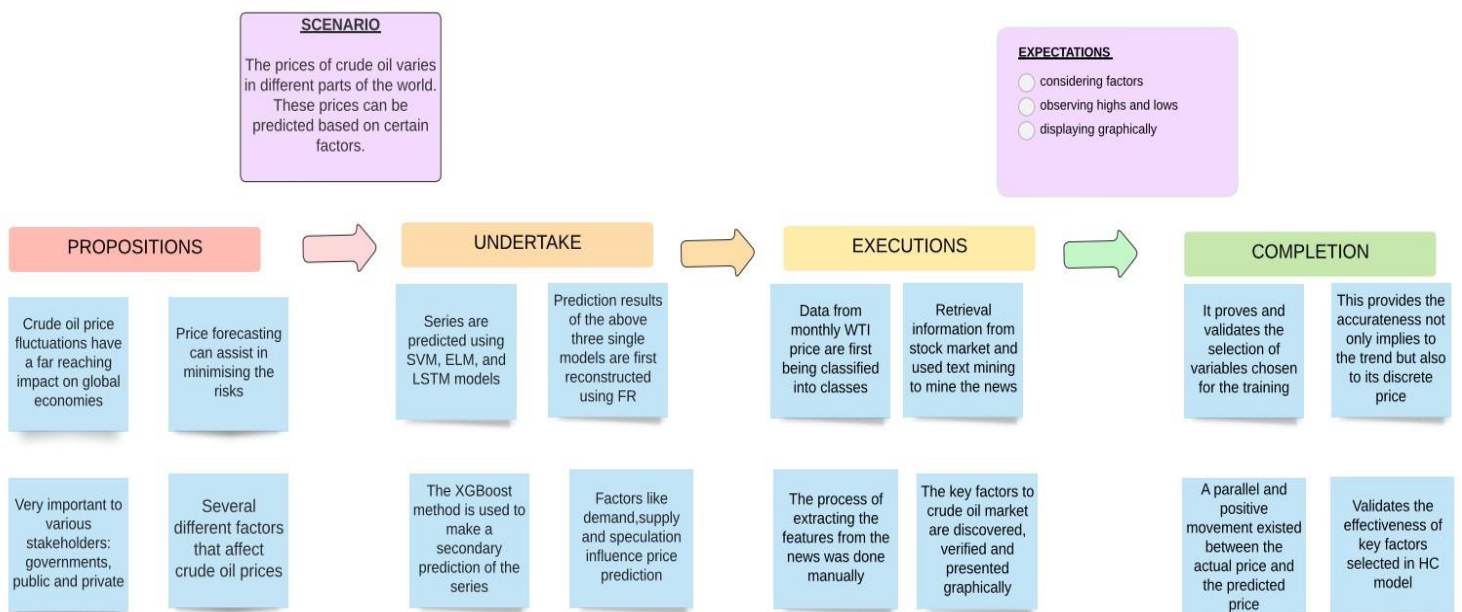 SCENARIO
The prices of crude oil varies
in different parts of the world.
These prices can be
predicted based on certain
factors.
EXPECTATIONS
considering factors
observing highs and lows
displaying graphically
PROPOSITIONS
UNDERTAKE
EXECUTIONS
COMPLETION
Crude oil price
fluctuations have
a far reaching
impact on global
economies
Price forecasting
can assist in
minimising the
risks
Series are
predicted using
SVM, ELM, and
LSTM models
Prediction results
of the above
three single
models are first
reconstructed
using FR
Data from
monthly WTI
price are first
being classified
into classes
Retrieval
information from
stock market and
used text mining
to mine the news
It proves and
validates the
selection of
variables chosen
for the training
This provides the
accurateness not
only implies to
the trend but also
to its discrete
price
Very important to
various
stakeholders:
governments,
public and private
Several
different factors
that affect
crude oil prices
The XGBoost
method is used to
make a
secondary
prediction of the
series
Factors like
demand,supply
and speculation
influence price
prediction
The process of
extracting the
features from the
news was done
manually
The key factors to
crude oil market
are discovered,
verified and
presented
graphically
A parallel and
positive
movement existed
between the
actual price and
the predicted
price
Validates the
effectiveness of
key factors
selected in HC
model